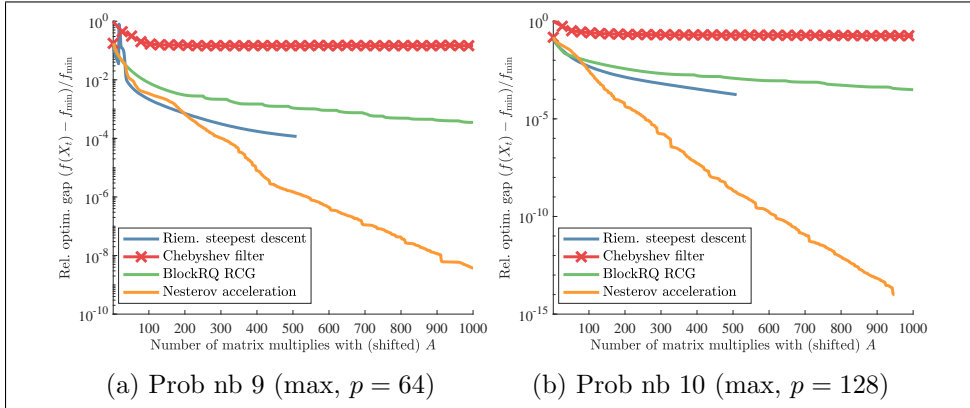 Rel. optim. gap (f(X_t) − f_min)/f_min
10^0
10^-2
10^-4
10^-6
10^-8
10^-10
Riem. steepest descent
Chebyshev filter
BlockRQ RCG
Nesterov acceleration
100 200 300 400 500 600 700 800 900 1000
Number of matrix multiplies with (shifted) A
(a) Prob nb 9 (max, p = 64)
Rel. optim. gap (f(X_t) − f_min)/f_min
10^0
10^-5
10^-10
10^-15
Riem. steepest descent
Chebyshev filter
BlockRQ RCG
Nesterov acceleration
100 200 300 400 500 600 700 800 900 1000
Number of matrix multiplies with (shifted) A
(b) Prob nb 10 (max, p = 128)